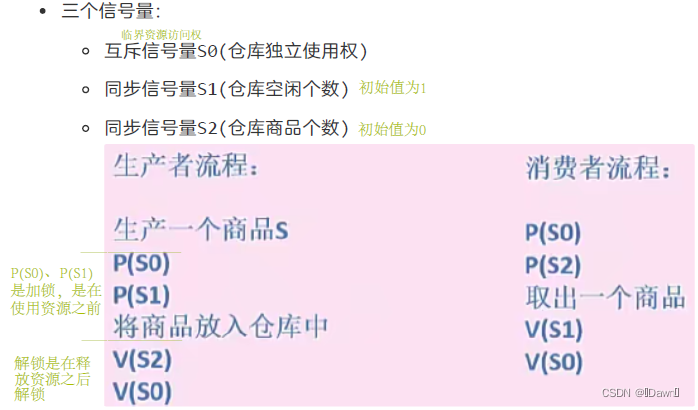 三个信号量：
临界资源访问权
互斥信号量S0(仓库独立使用权)
同步信号量S1(仓库空闲个数) 初始值为1
同步信号量S2(仓库商品个数) 初始值为0
生产者流程：
生产一个商品S
P(S0)
P(S1)
将商品放入仓库中
V(S2)
V(S0)
消费者流程：
P(S0)
P(S2)
取出一个商品
V(S1)
V(S0)
P(S0)、P(S1)
是加锁，是在
使用资源之前
解锁是在释
放资源之后
解锁
CSDN @〖Dawn〗